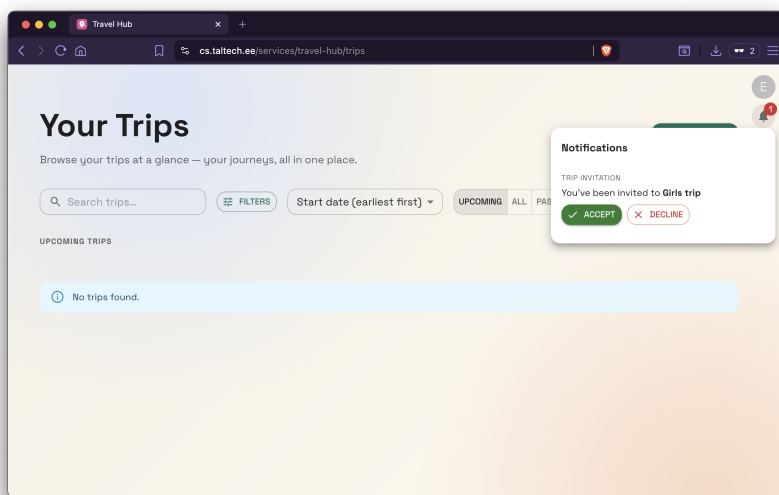 Travel Hub
cs.taltech.ee/services/travel-hub/trips
2
E
1
Your Trips
Browse your trips at a glance — your journeys, all in one place.
Search trips...
FILTERS
Start date (earliest first)
UPCOMING ALL PAS
Notifications
TRIP INVITATION
You've been invited to Girls trip
ACCEPT
DECLINE
UPCOMING TRIPS
No trips found.